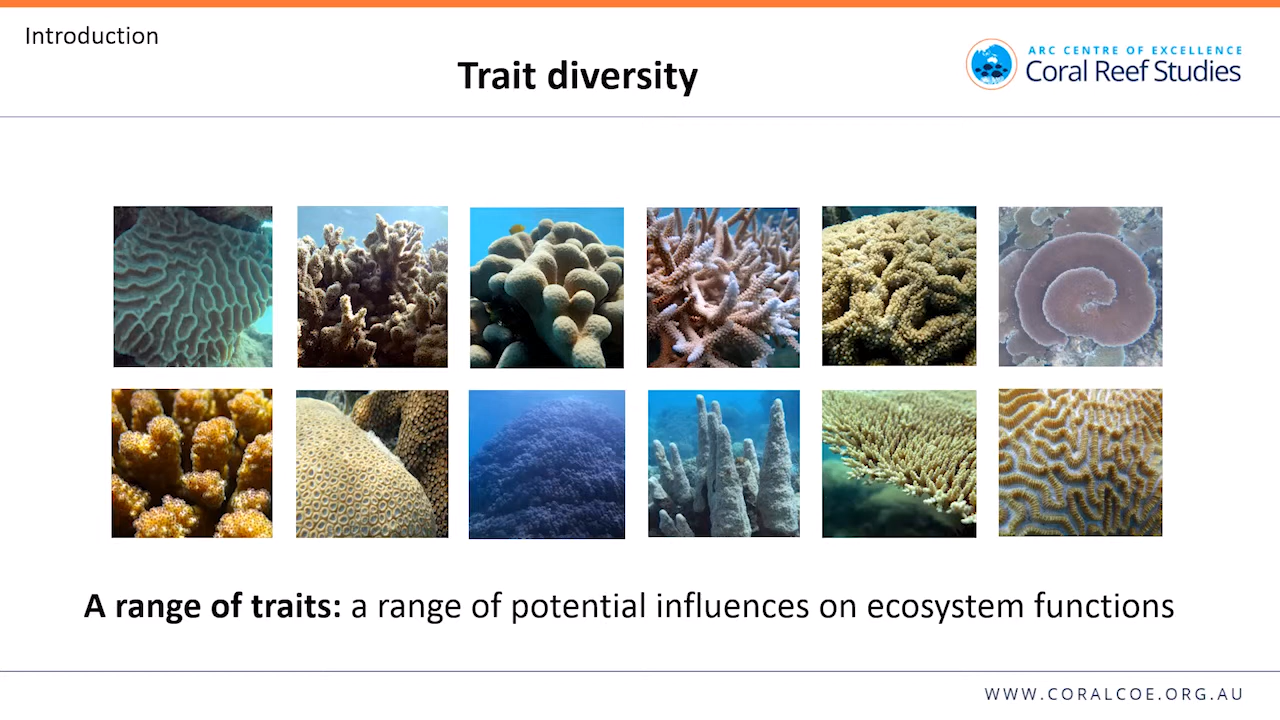 Introduction
Trait diversity
ARC CENTRE OF EXCELLENCE
Coral Reef Studies
A range of traits: a range of potential influences on ecosystem functions
WWW.CORALCOE.ORG.AU